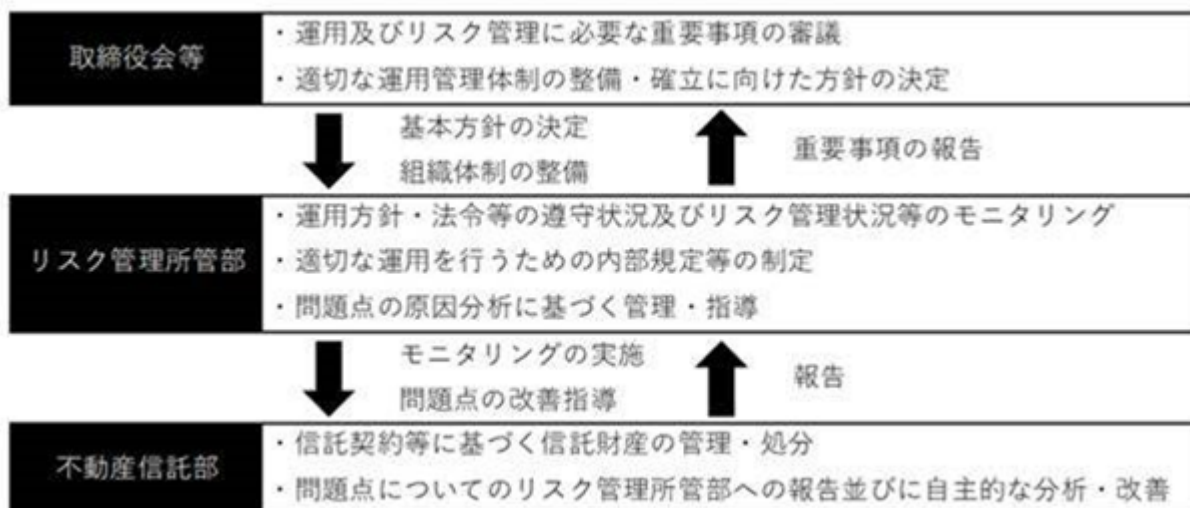 取締役会等
・運用及びリスク管理に必要な重要事項の審議
・適切な運用管理体制の整備・確立に向けた方針の決定
基本方針の決定
組織体制の整備
重要事項の報告
リスク管理所管部
・運用方針・法令等の遵守状況及びリスク管理状況等のモニタリング
・適切な運用を行うための内部規定等の制定
・問題点の原因分析に基づく管理・指導
モニタリングの実施
問題点の改善指導
報告
不動産信託部
・信託契約等に基づく信託財産の管理・処分
・問題点についてのリスク管理所管部への報告並びに自主的な分析・改善